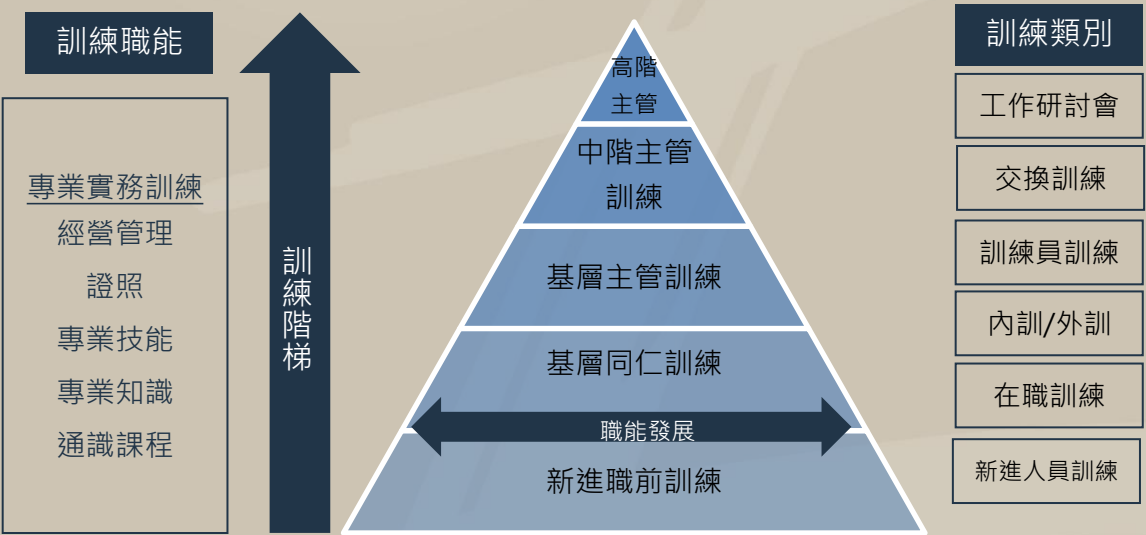 訓練職能
專業實務訓練
經營管理
證照
專業技能
專業知識
通識課程
訓練階梯
高階
主管
中階主管
訓練
基層主管訓練
基層同仁訓練
職能發展
新進職前訓練
訓練類別
工作研討會
交換訓練
訓練員訓練
內訓/外訓
在職訓練
新進人員訓練